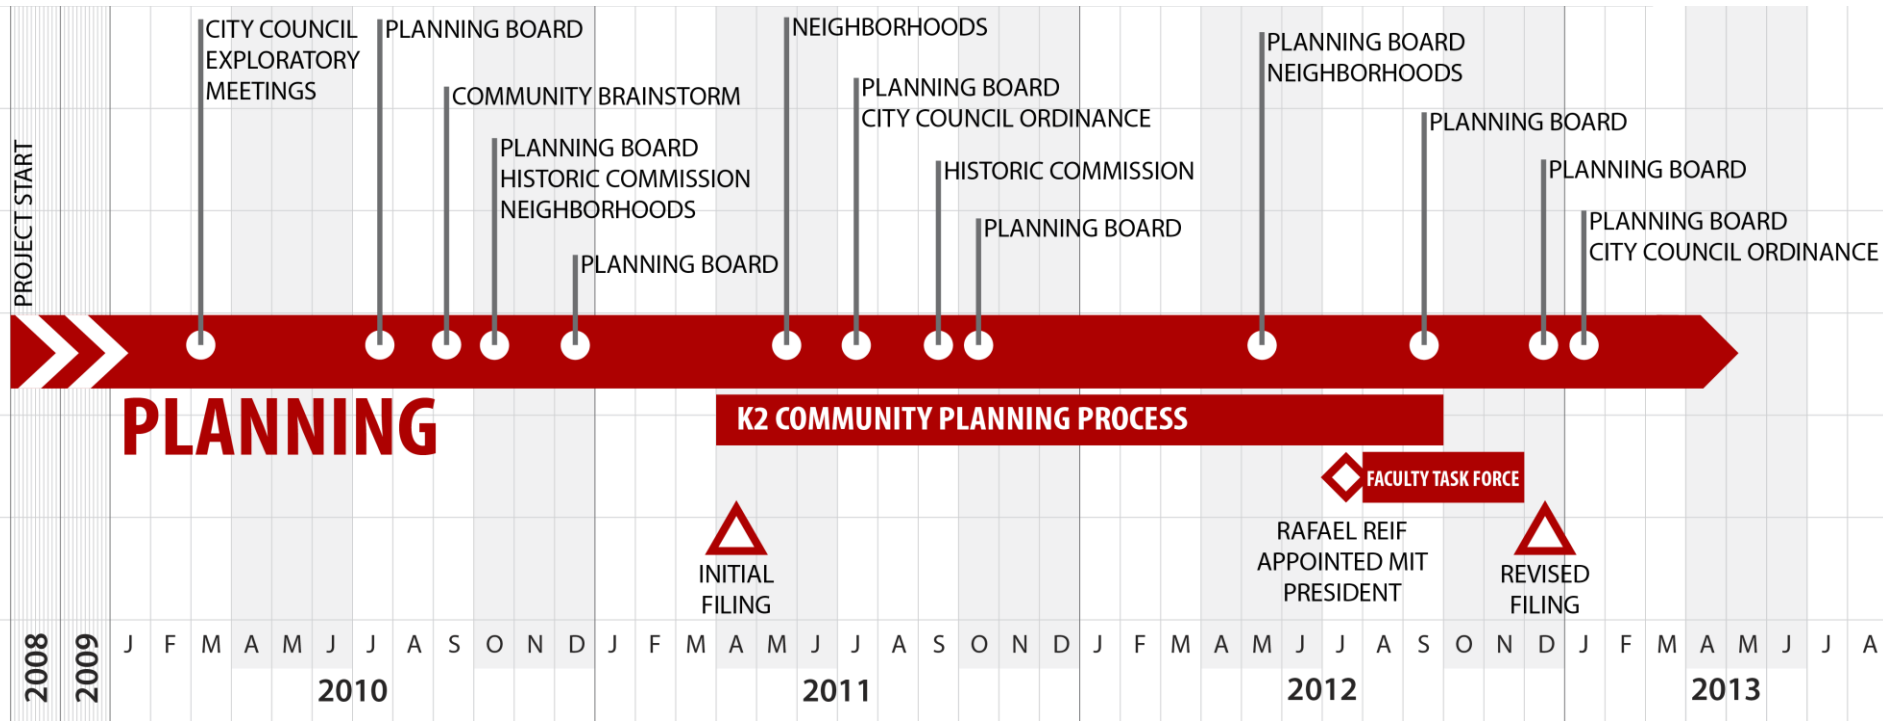 CITY COUNCIL
EXPLORATORY
MEETINGS
PLANNING BOARD
COMMUNITY BRAINSTORM
PLANNING BOARD
HISTORIC COMMISSION
NEIGHBORHOODS
PLANNING BOARD
NEIGHBORHOODS
PLANNING BOARD
CITY COUNCIL ORDINANCE
HISTORIC COMMISSION
PLANNING BOARD
PLANNING BOARD
NEIGHBORHOODS
PLANNING BOARD
PLANNING BOARD
PLANNING BOARD
CITY COUNCIL ORDINANCE
PROJECT START
PLANNING
K2 COMMUNITY PLANNING PROCESS
FACULTY TASK FORCE
RAFAEL REIF
APPOINTED MIT
PRESIDENT
INITIAL
FILING
REVISED
FILING
2008 2009 J F M A M J J A S O N D J F M A M J J A S O N D J F M A M J J A S O N D J F M A M J J A
2010 2011 2012 2013